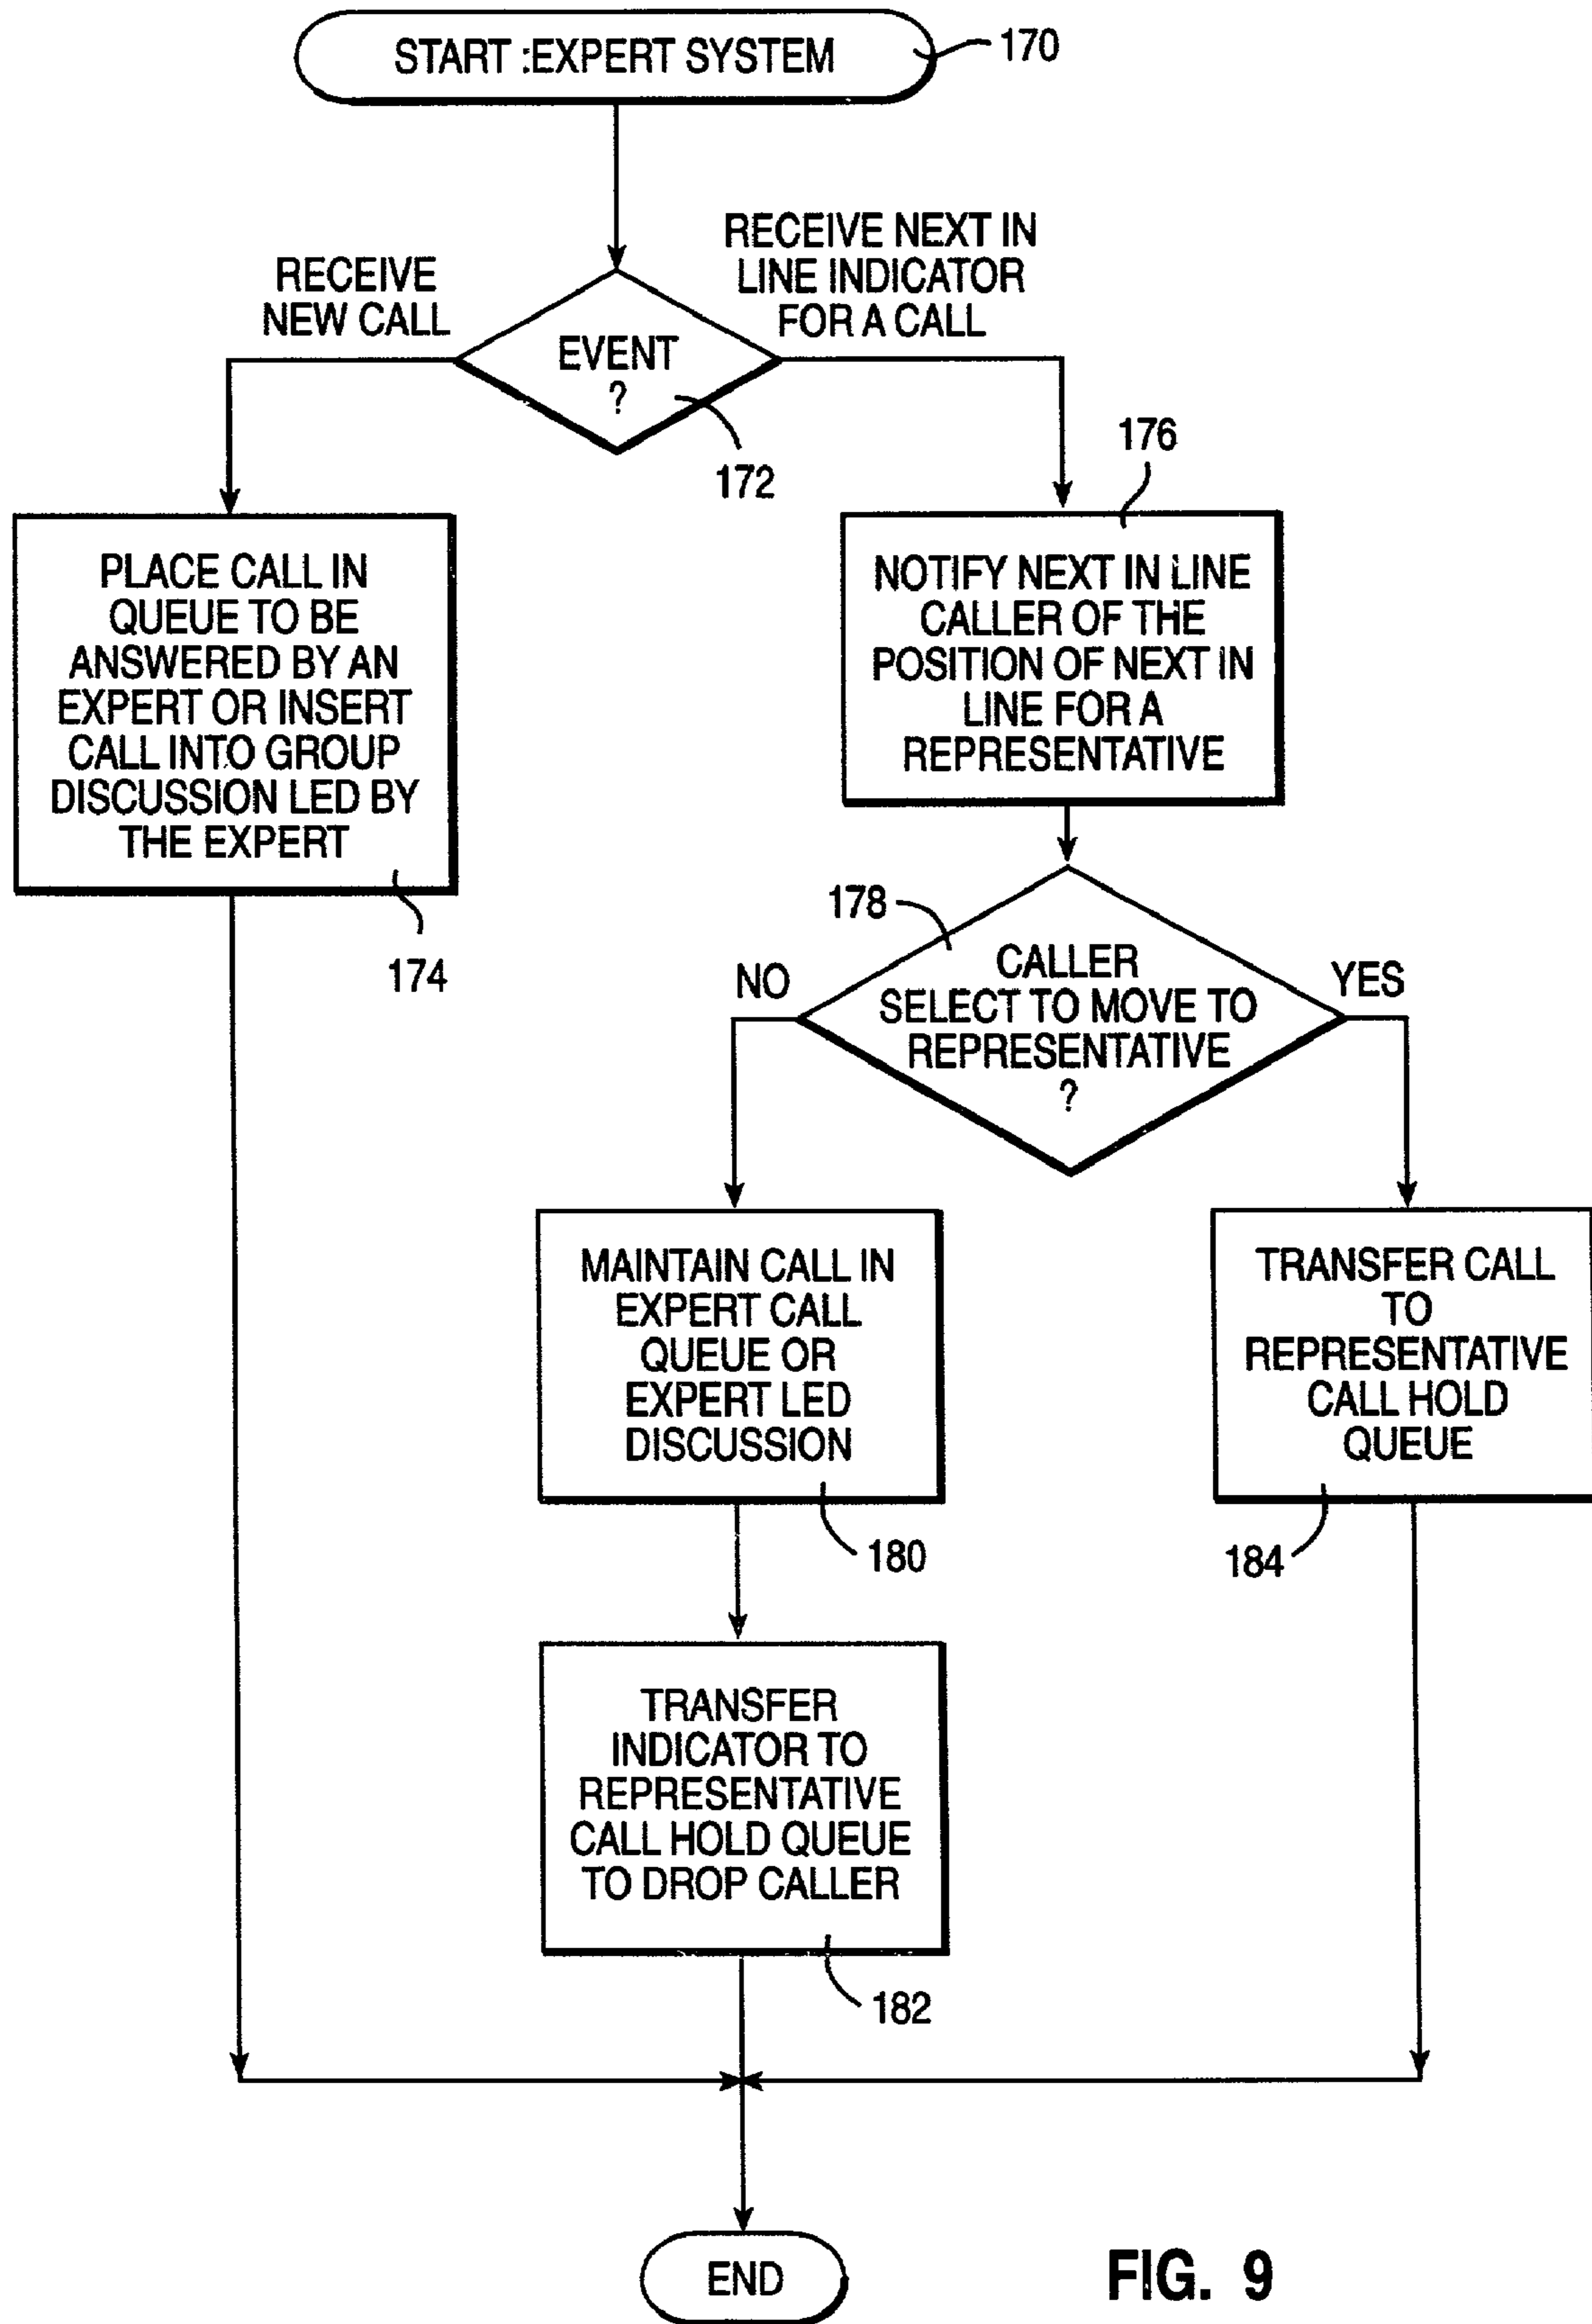 START :EXPERT SYSTEM
170
RECEIVE
NEW CALL
RECEIVE NEXT IN
LINE INDICATOR
FOR A CALL
EVENT
?
172
176
PLACE CALL IN
QUEUE TO BE
ANSWERED BY AN
EXPERT OR INSERT
CALL INTO GROUP
DISCUSSION LED BY
THE EXPERT
174
NOTIFY NEXT IN LINE
CALLER OF THE
POSITION OF NEXT IN
LINE FOR A
REPRESENTATIVE
178
CALLER
SELECT TO MOVE TO
REPRESENTATIVE
?
NO
YES
MAINTAIN CALL IN
EXPERT CALL
QUEUE OR
EXPERT LED
DISCUSSION
180
TRANSFER CALL
TO
REPRESENTATIVE
CALL HOLD
QUEUE
184
TRANSFER
INDICATOR TO
REPRESENTATIVE
CALL HOLD QUEUE
TO DROP CALLER
182
END
FIG. 9